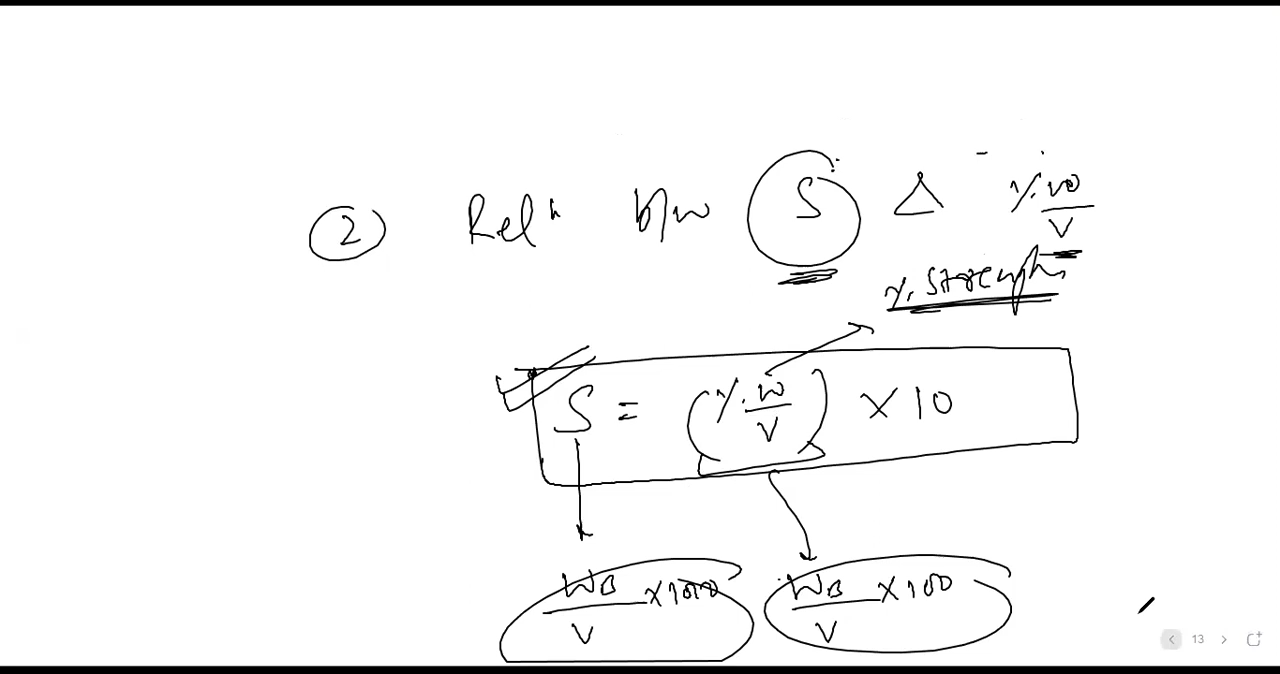 ② Relⁿ b/w S & % w/V
% Strength
S = (% w/V) × 10
WB/V × 1000 WB/V × 100
13